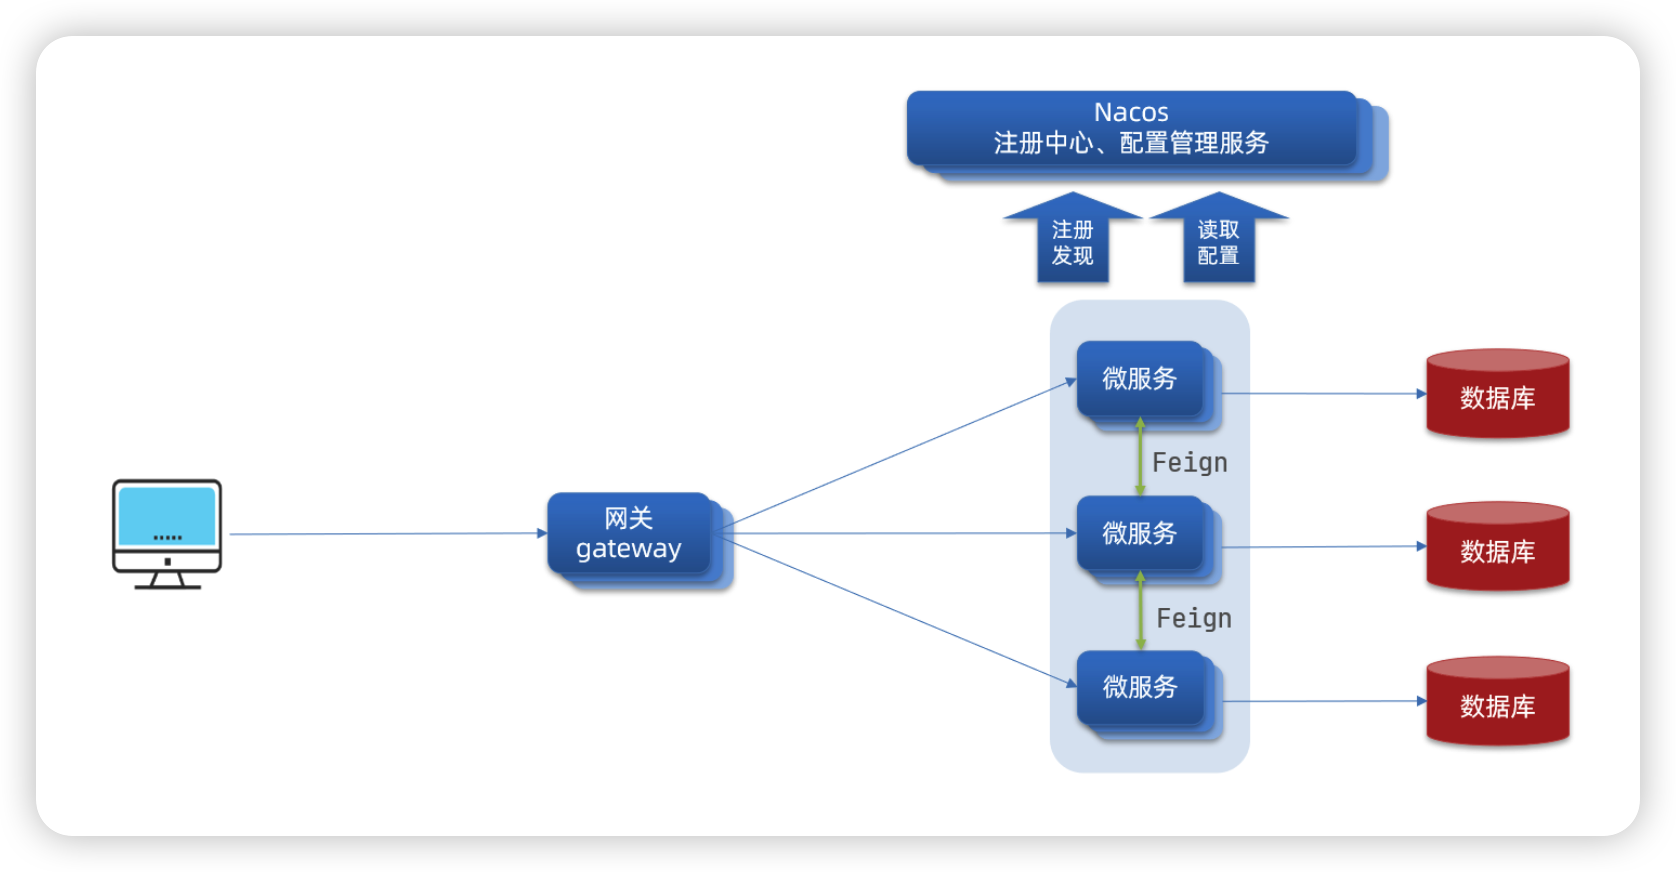 Nacos
注册中心、配置管理服务
注册
发现
读取
配置
微服务
数据库
Feign
网关
gateway
微服务
数据库
Feign
微服务
数据库